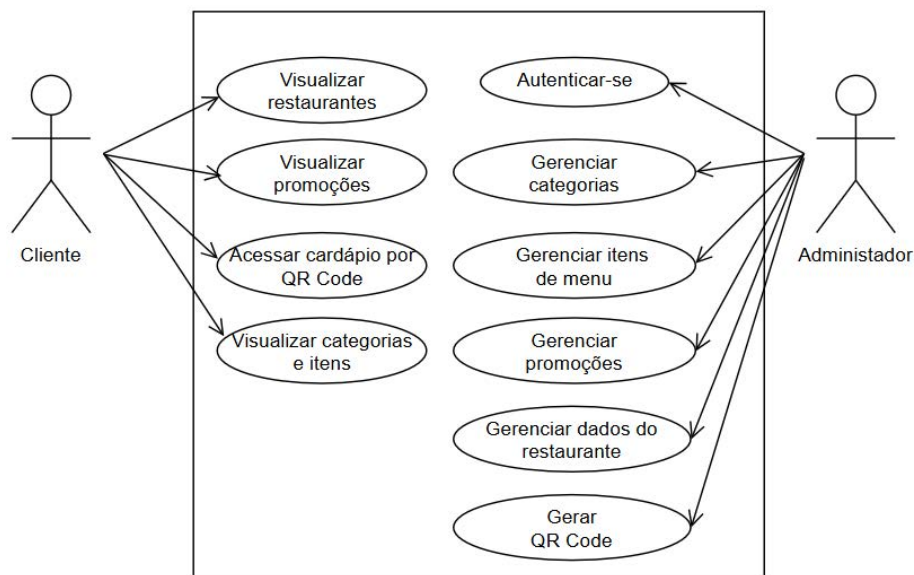 Visualizar
restaurantes
Autenticar-se
Visualizar
promoções
Gerenciar
categorias
Cliente
Acessar cardápio por
QR Code
Gerenciar itens
de menu
Administador
Visualizar categorias
e itens
Gerenciar
promoções
Gerenciar dados do
restaurante
Gerar
QR Code